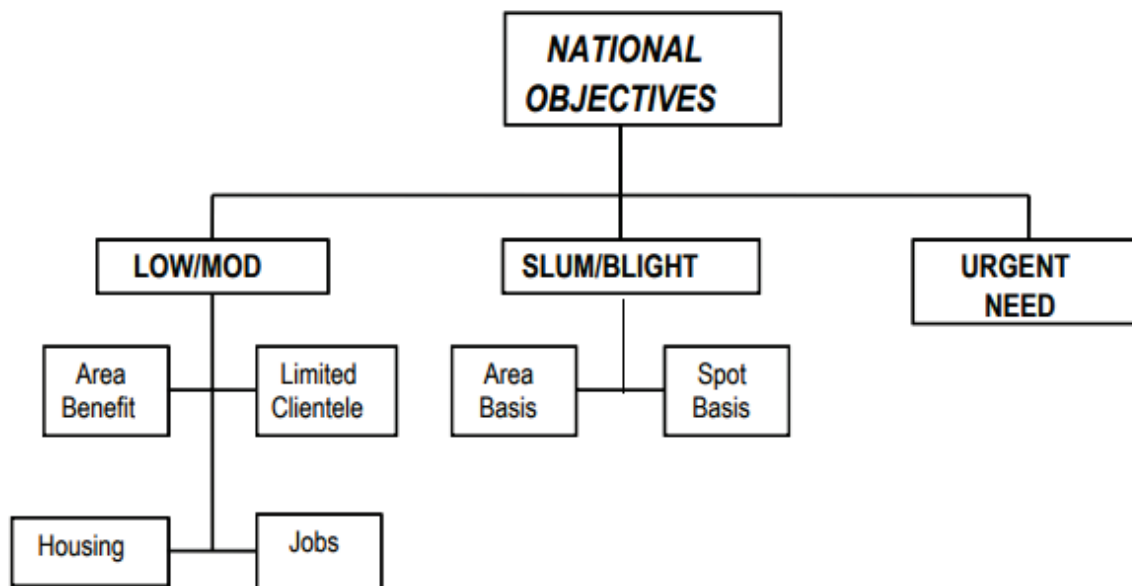 NATIONAL
OBJECTIVES
LOW/MOD
SLUM/BLIGHT
URGENT
NEED
Area
Benefit
Limited
Clientele
Area
Basis
Spot
Basis
Housing
Jobs